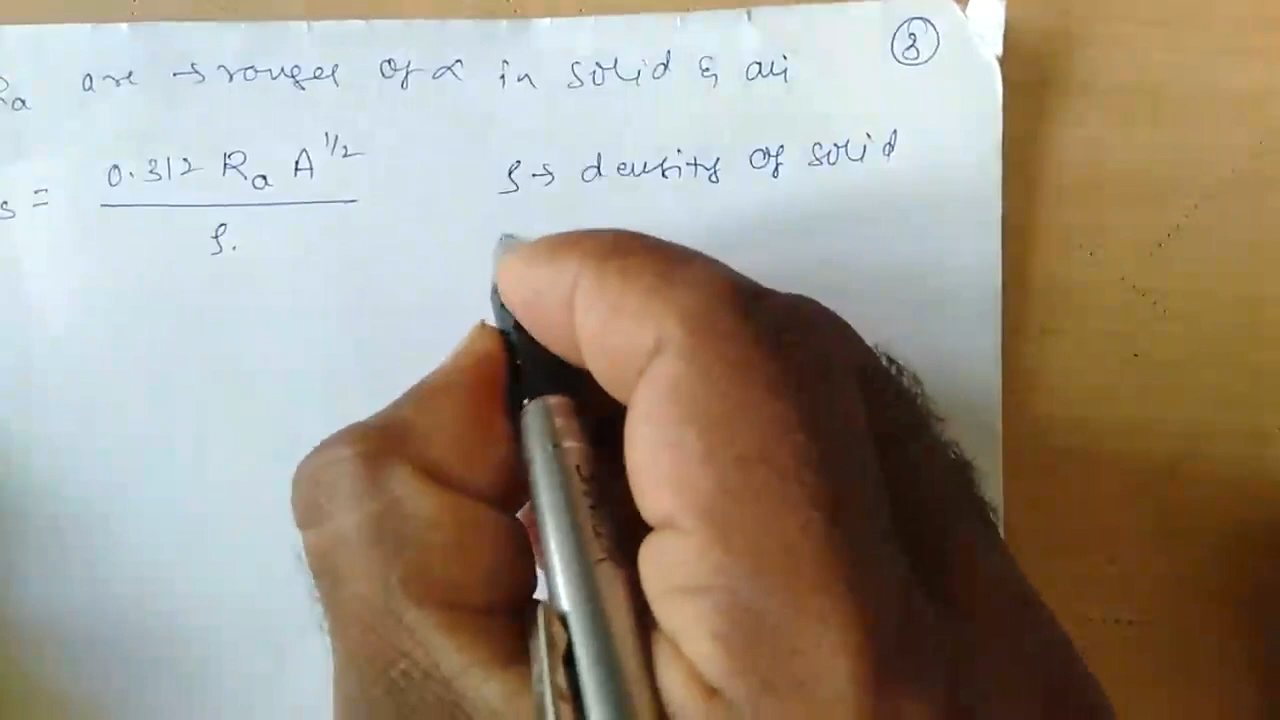 Ra are → ranges of α in solid & air
③
s = 0.312 Ra A^1/2 / ρ.
ρ → density of solid